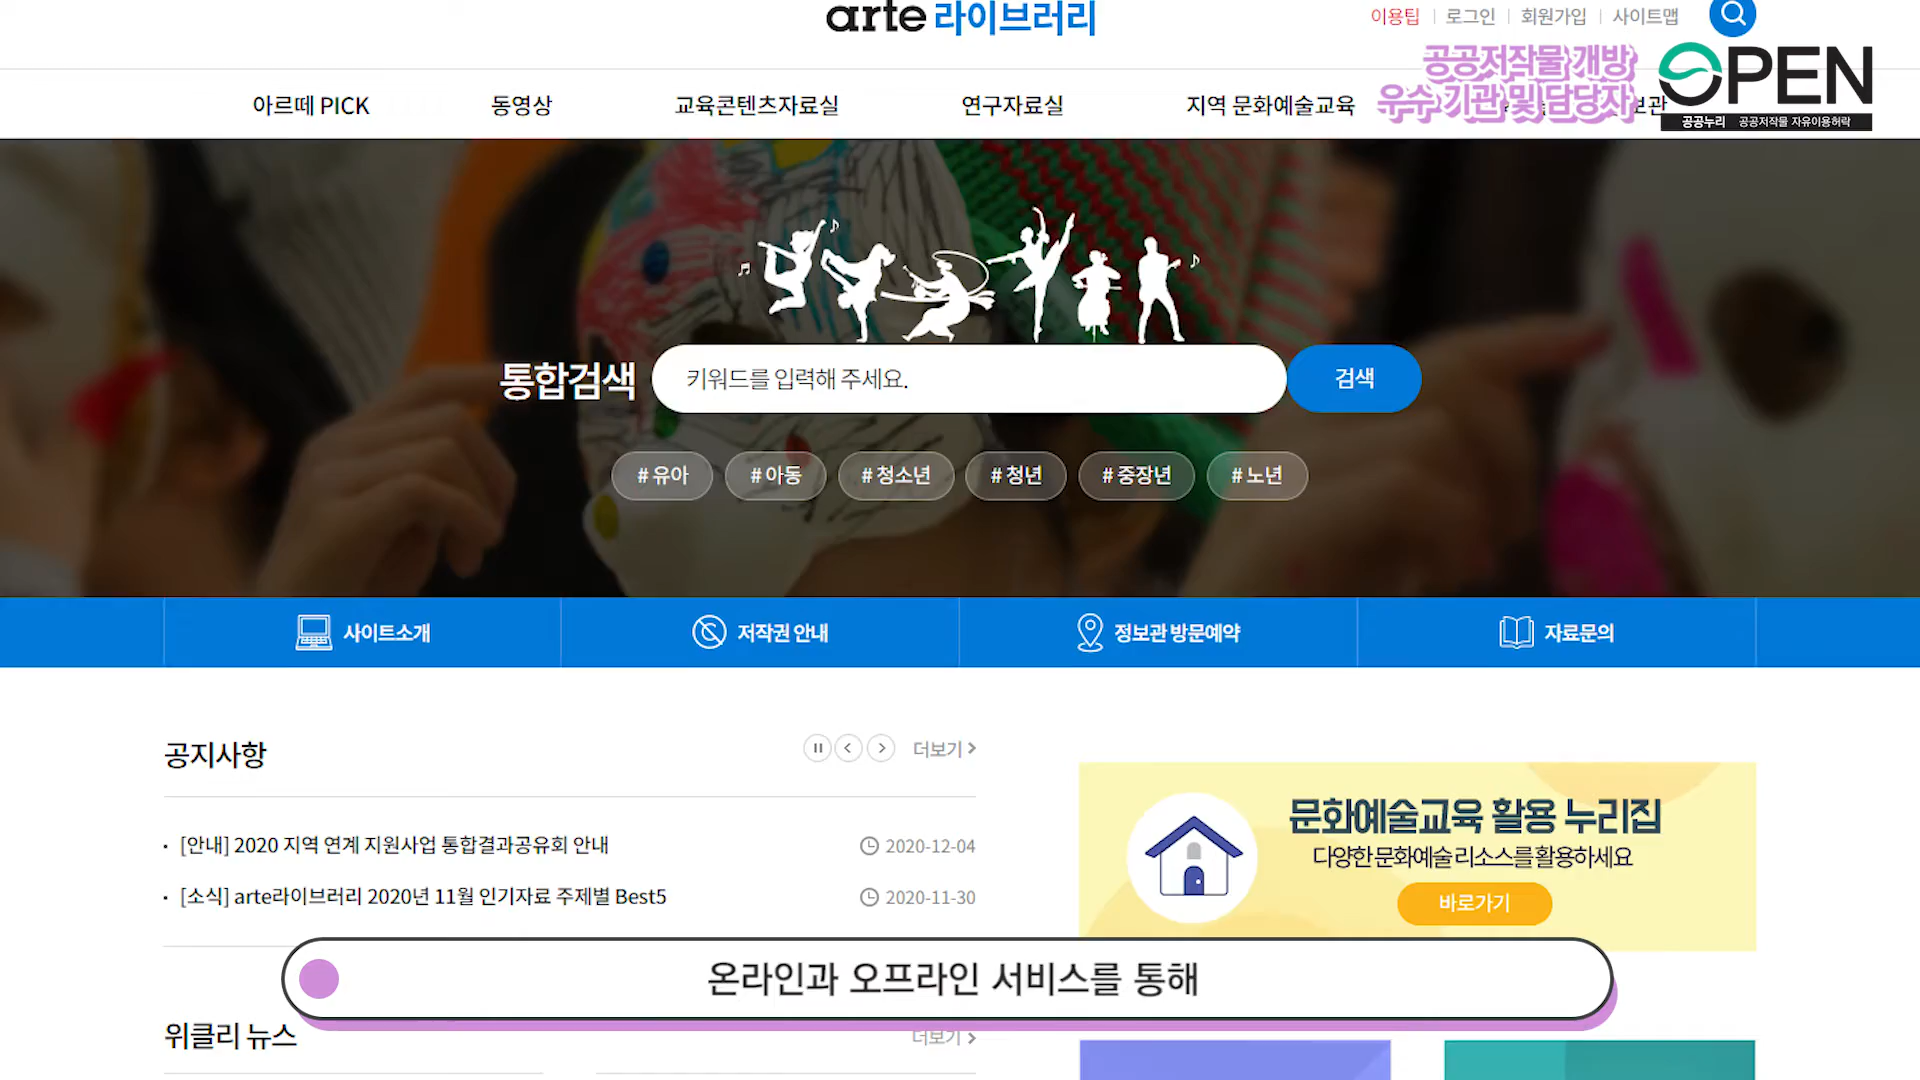 arte 라이브러리
이용팁 로그인 회원가입 사이트맵
공공저작물 개방
우수 기관 및 담당자
OPEN
공공누리 공공저작물 자유이용허락
아르떼 PICK 동영상 교육콘텐츠자료실 연구자료실 지역 문화예술교육 보관
통합검색 키워드를 입력해 주세요. 검색
# 유아 # 아동 # 청소년 # 청년 # 중장년 # 노년
사이트소개 저작권 안내 정보관 방문예약 자료문의
공지사항 더보기
[안내] 2020 지역 연계 지원사업 통합결과공유회 안내 2020-12-04
[소식] arte라이브러리 2020년 11월 인기자료 주제별 Best5 2020-11-30
문화예술교육 활용 누리집
다양한 문화예술 리소스를 활용하세요
바로가기
온라인과 오프라인 서비스를 통해
위클리 뉴스 더보기